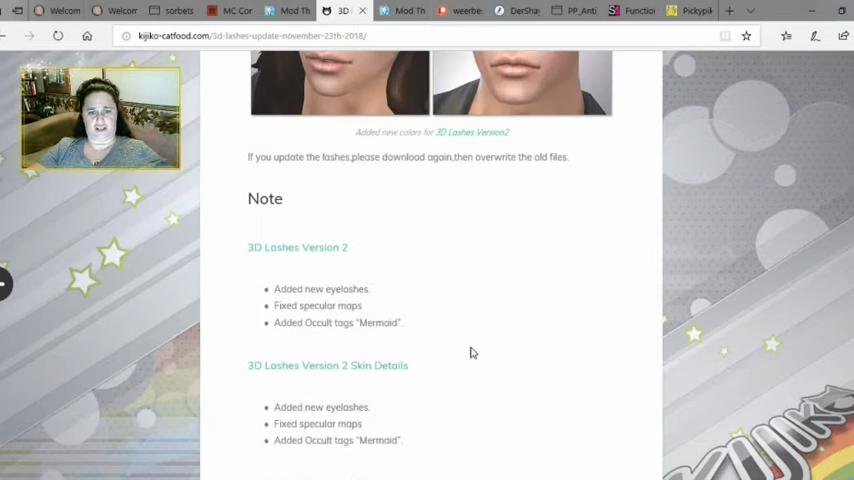 Welcom
Welcom
sorbets
MC Cor
Mod Th
3D
Mod Th
weerbe:
DerSha
PP_Anti
Functio
Pickypik
kijiko-catfood.com/3d-lashes-update-november-23th-2018/
Added new colors for 3D Lashes Version2
If you update the lashes,please download again,then overwrite the old files.
Note
3D Lashes Version 2
Added new eyelashes.
Fixed specular maps
Added Occult tags "Mermaid".
3D Lashes Version 2 Skin Details
Added new eyelashes.
Fixed specular maps
Added Occult tags "Mermaid".
KIJIKO